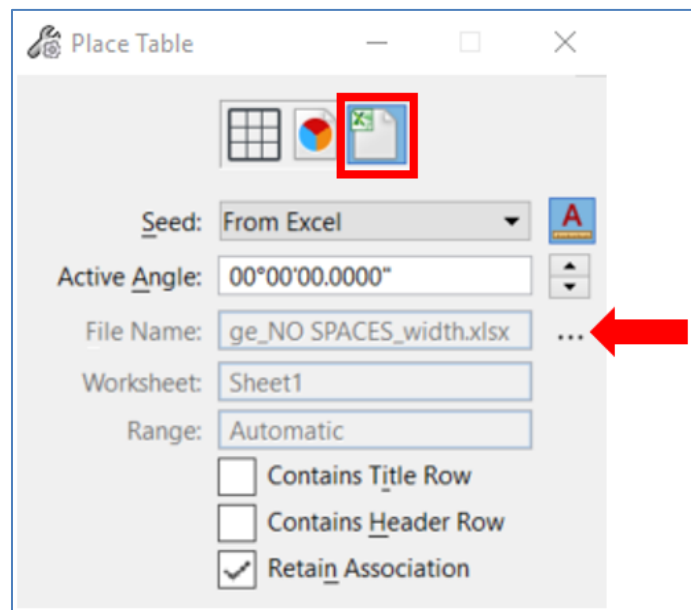 Place Table
Seed: From Excel A
Active Angle: 00°00'00.0000"
File Name: ge_NO SPACES_width.xlsx ...
Worksheet: Sheet1
Range: Automatic
Contains Title Row
Contains Header Row
Retain Association